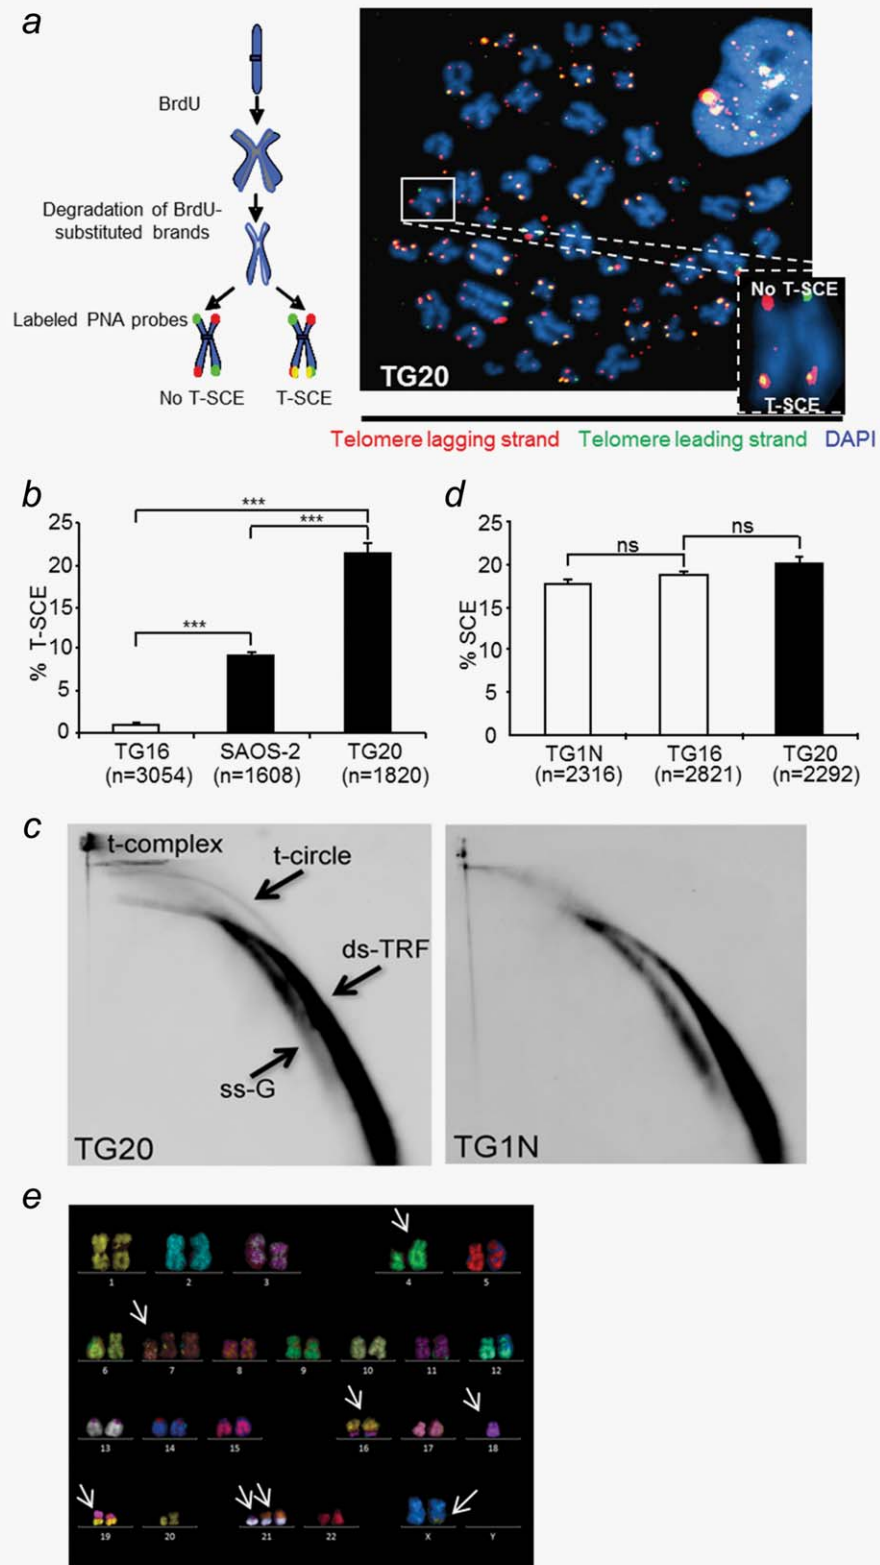 a
BrdU
Degradation of BrdU-
substituted brands
Labeled PNA probes
No T-SCE
T-SCE
TG20
No T-SCE
T-SCE
Telomere lagging strand Telomere leading strand DAPI
b
***
***
***
% T-SCE
25
20
15
10
5
0
TG16 SAOS-2 TG20
(n=3054) (n=1608) (n=1820)
d
ns
ns
% SCE
25
20
15
10
5
0
TG1N TG16 TG20
(n=2316) (n=2821) (n=2292)
c
t-complex
t-circle
ds-TRF
ss-G
TG20
TG1N
e
1 2 3 4 5
6 7 8 9 10 11 12
13 14 15 16 17 18
19 20 21 22 X Y